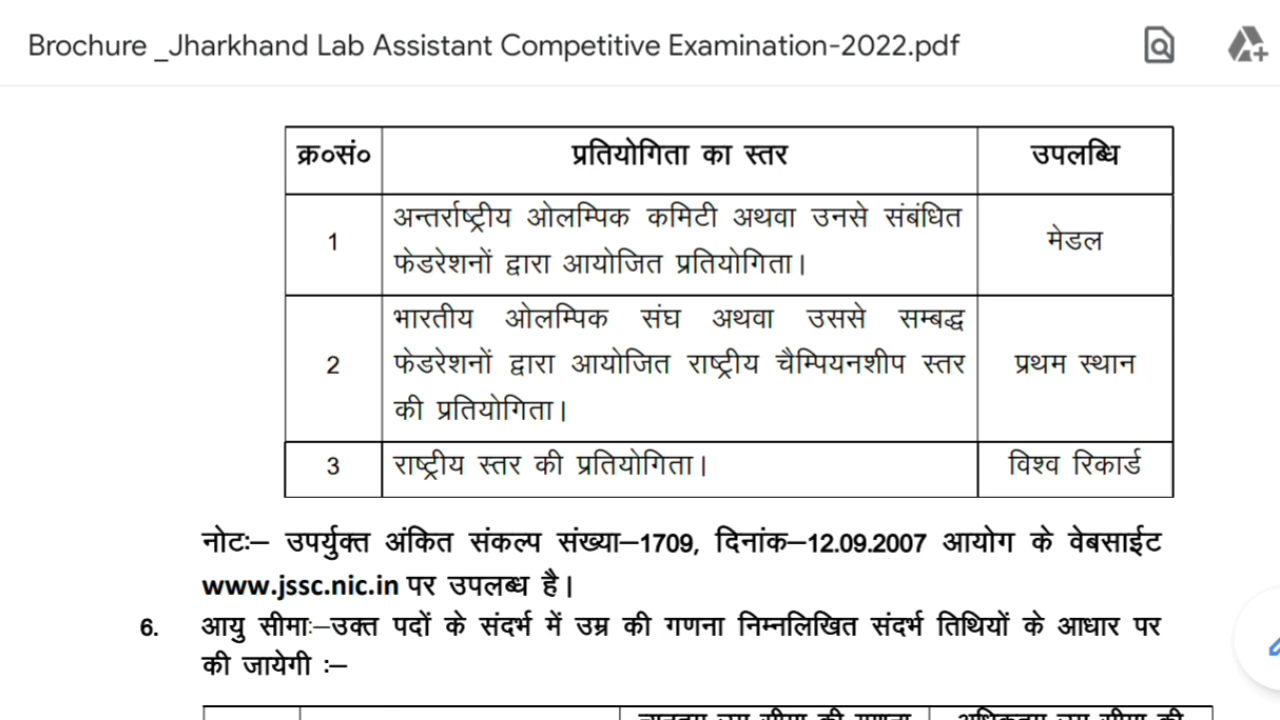 Brochure _Jharkhand Lab Assistant Competitive Examination-2022.pdf
क्र०सं० प्रतियोगिता का स्तर उपलब्धि
1 अन्तर्राष्ट्रीय ओलम्पिक कमिटी अथवा उनसे संबंधित
फेडरेशनों द्वारा आयोजित प्रतियोगिता। मेडल
2 भारतीय ओलम्पिक संघ अथवा उससे सम्बद्ध
फेडरेशनों द्वारा आयोजित राष्ट्रीय चैम्पियनशीप स्तर प्रथम स्थान
की प्रतियोगिता।
3 राष्ट्रीय स्तर की प्रतियोगिता। विश्व रिकार्ड
नोटः– उपर्युक्त अंकित संकल्प संख्या–1709, दिनांक–12.09.2007 आयोग के वेबसाईट
www.jssc.nic.in पर उपलब्ध है।
6. आयु सीमाः–उक्त पदों के संदर्भ में उम्र की गणना निम्नलिखित संदर्भ तिथियों के आधार पर
की जायेगी :–